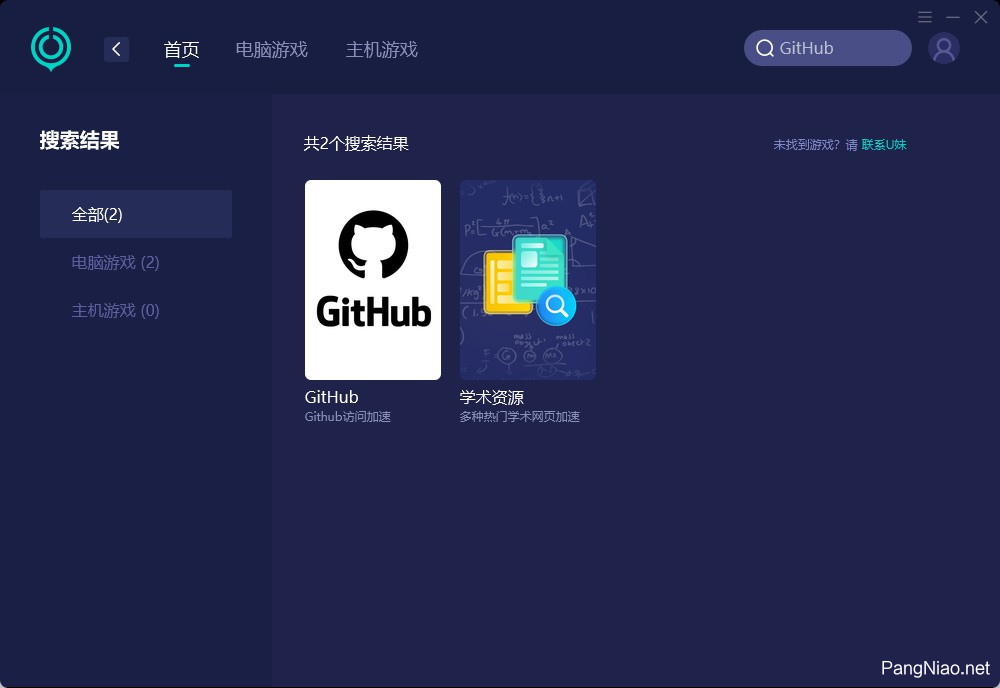 首页 电脑游戏 主机游戏 GitHub
搜索结果
共2个搜索结果
未找到游戏？请 联系U妹
全部(2)
电脑游戏 (2)
主机游戏 (0)
GitHub
GitHub
Github访问加速
学术资源
多种热门学术网页加速
PangNiao.net